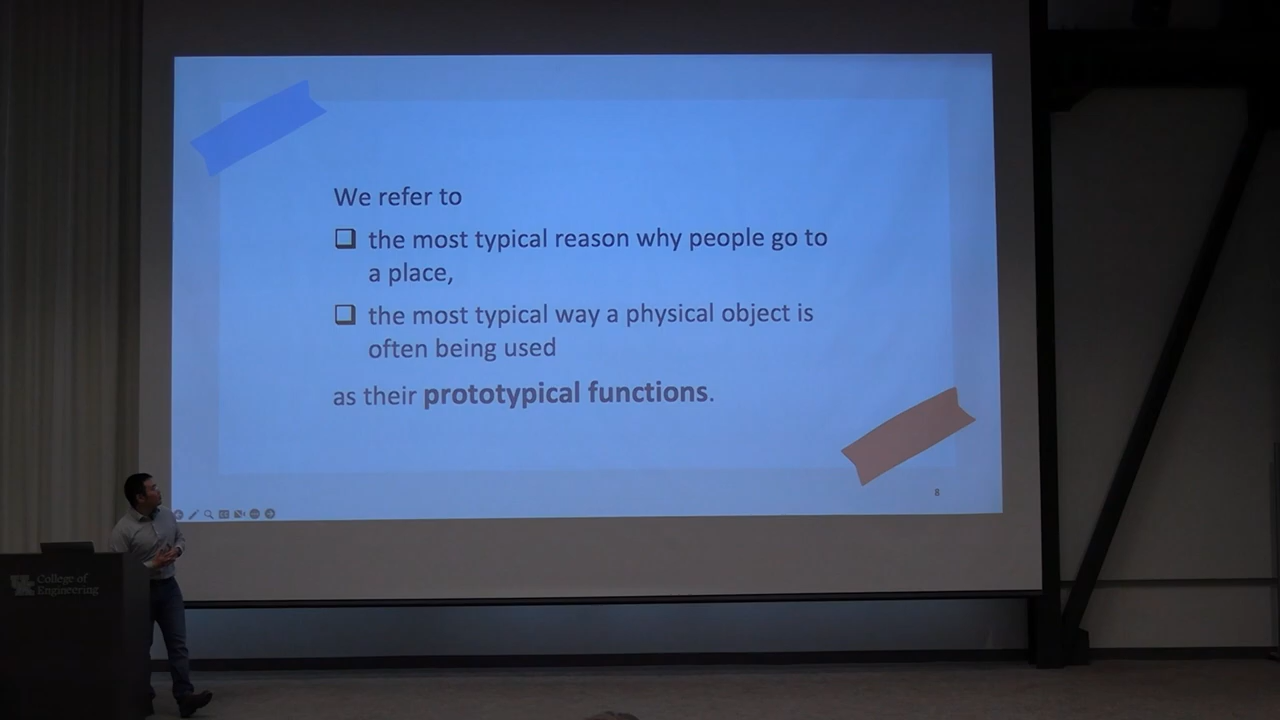 We refer to
the most typical reason why people go to
a place,
the most typical way a physical object is
often being used
as their prototypical functions.
8
College of
Engineering